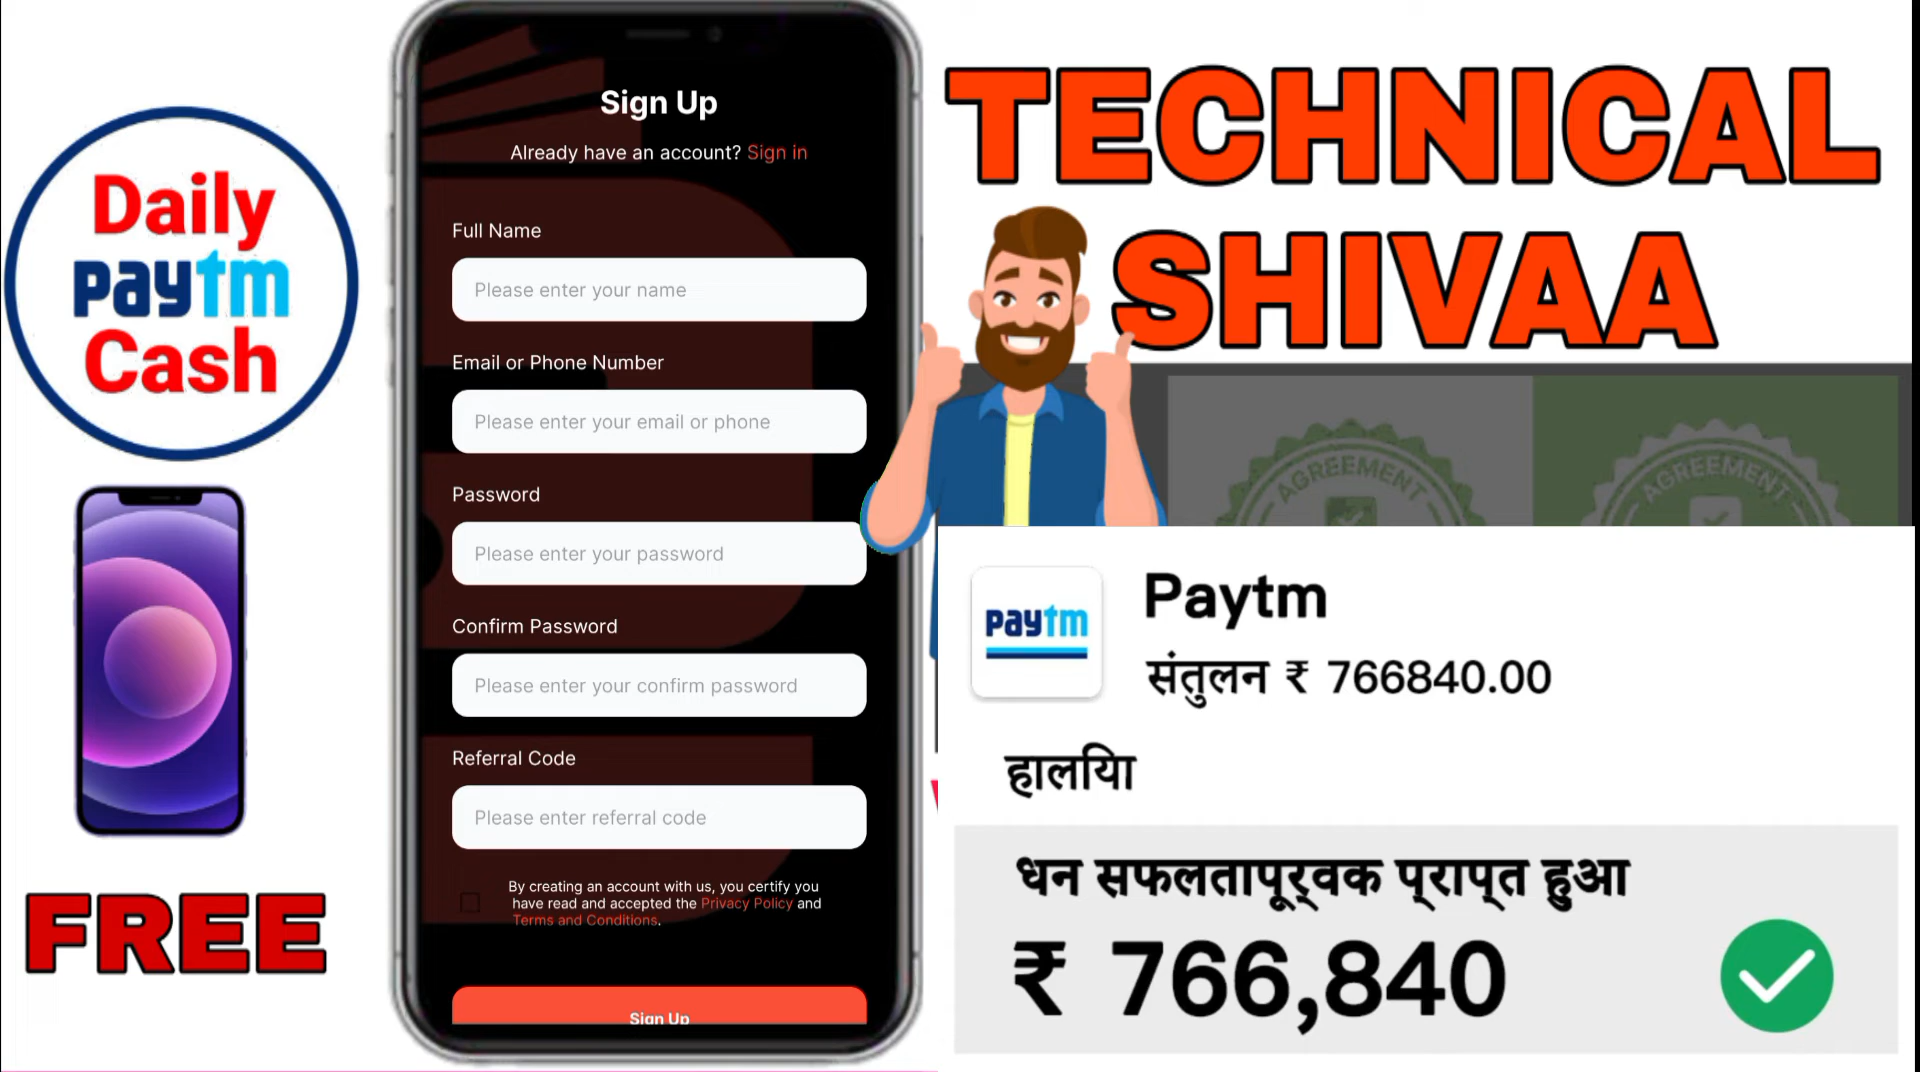 Daily
paytm
Cash
FREE
Sign Up
Already have an account? Sign in
Full Name
Please enter your name
Email or Phone Number
Please enter your email or phone
Password
Please enter your password
Confirm Password
Please enter your confirm password
Referral Code
Please enter referral code
By creating an account with us, you certify you
have read and accepted the Privacy Policy and
Terms and Conditions.
Sign Up
TECHNICAL
SHIVAA
AGREEMENT
AGREEMENT
paytm
Paytm
संतुलन ₹ 766840.00
हालिया
धन सफलतापूर्वक प्राप्त हुआ
₹ 766,840